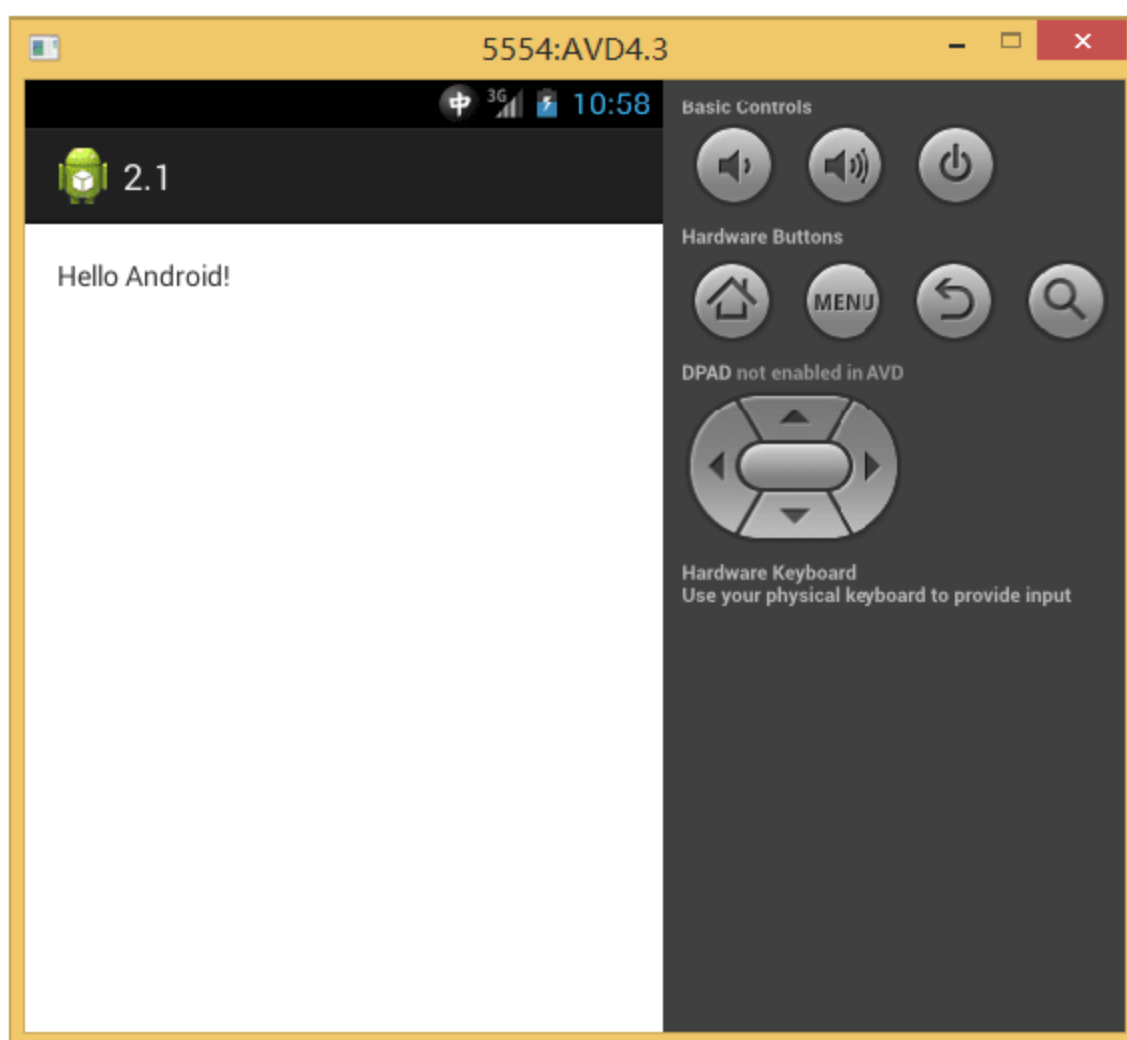 5554:AVD4.3
中 3G 10:58
2.1
Hello Android!
Basic Controls
Hardware Buttons
MENU
DPAD not enabled in AVD
Hardware Keyboard
Use your physical keyboard to provide input